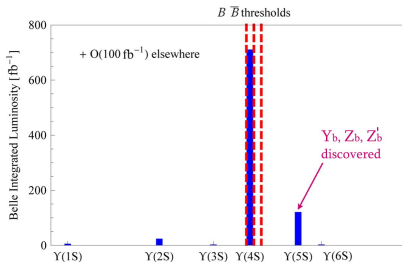 B B̅ thresholds
800
600
400
200
0
Belle Integrated Luminosity [fb⁻¹]
+ O(100 fb⁻¹) elsewhere
Yb, Zb, Z'b
discovered
ϒ(1S) ϒ(2S) ϒ(3S) ϒ(4S) ϒ(5S) ϒ(6S)